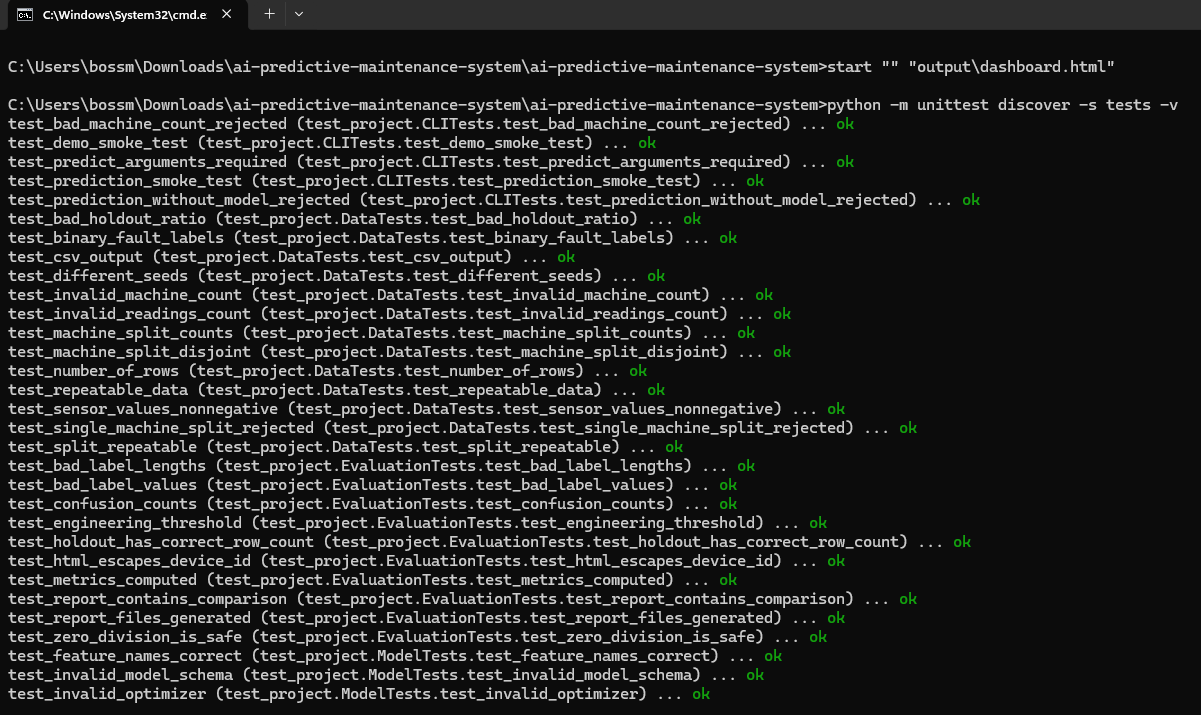 C:\Windows\System32\cmd.e
C:\Users\bossm\Downloads\ai-predictive-maintenance-system\ai-predictive-maintenance-system>start "" "output\dashboard.html"
C:\Users\bossm\Downloads\ai-predictive-maintenance-system\ai-predictive-maintenance-system>python -m unittest discover -s tests -v
test_bad_machine_count_rejected (test_project.CLITests.test_bad_machine_count_rejected) ... ok
test_demo_smoke_test (test_project.CLITests.test_demo_smoke_test) ... ok
test_predict_arguments_required (test_project.CLITests.test_predict_arguments_required) ... ok
test_prediction_smoke_test (test_project.CLITests.test_prediction_smoke_test) ... ok
test_prediction_without_model_rejected (test_project.CLITests.test_prediction_without_model_rejected) ... ok
test_bad_holdout_ratio (test_project.DataTests.test_bad_holdout_ratio) ... ok
test_binary_fault_labels (test_project.DataTests.test_binary_fault_labels) ... ok
test_csv_output (test_project.DataTests.test_csv_output) ... ok
test_different_seeds (test_project.DataTests.test_different_seeds) ... ok
test_invalid_machine_count (test_project.DataTests.test_invalid_machine_count) ... ok
test_invalid_readings_count (test_project.DataTests.test_invalid_readings_count) ... ok
test_machine_split_counts (test_project.DataTests.test_machine_split_counts) ... ok
test_machine_split_disjoint (test_project.DataTests.test_machine_split_disjoint) ... ok
test_number_of_rows (test_project.DataTests.test_number_of_rows) ... ok
test_repeatable_data (test_project.DataTests.test_repeatable_data) ... ok
test_sensor_values_nonnegative (test_project.DataTests.test_sensor_values_nonnegative) ... ok
test_single_machine_split_rejected (test_project.DataTests.test_single_machine_split_rejected) ... ok
test_split_repeatable (test_project.DataTests.test_split_repeatable) ... ok
test_bad_label_lengths (test_project.EvaluationTests.test_bad_label_lengths) ... ok
test_bad_label_values (test_project.EvaluationTests.test_bad_label_values) ... ok
test_confusion_counts (test_project.EvaluationTests.test_confusion_counts) ... ok
test_engineering_threshold (test_project.EvaluationTests.test_engineering_threshold) ... ok
test_holdout_has_correct_row_count (test_project.EvaluationTests.test_holdout_has_correct_row_count) ... ok
test_html_escapes_device_id (test_project.EvaluationTests.test_html_escapes_device_id) ... ok
test_metrics_computed (test_project.EvaluationTests.test_metrics_computed) ... ok
test_report_contains_comparison (test_project.EvaluationTests.test_report_contains_comparison) ... ok
test_report_files_generated (test_project.EvaluationTests.test_report_files_generated) ... ok
test_zero_division_is_safe (test_project.EvaluationTests.test_zero_division_is_safe) ... ok
test_feature_names_correct (test_project.ModelTests.test_feature_names_correct) ... ok
test_invalid_model_schema (test_project.ModelTests.test_invalid_model_schema) ... ok
test_invalid_optimizer (test_project.ModelTests.test_invalid_optimizer) ... ok